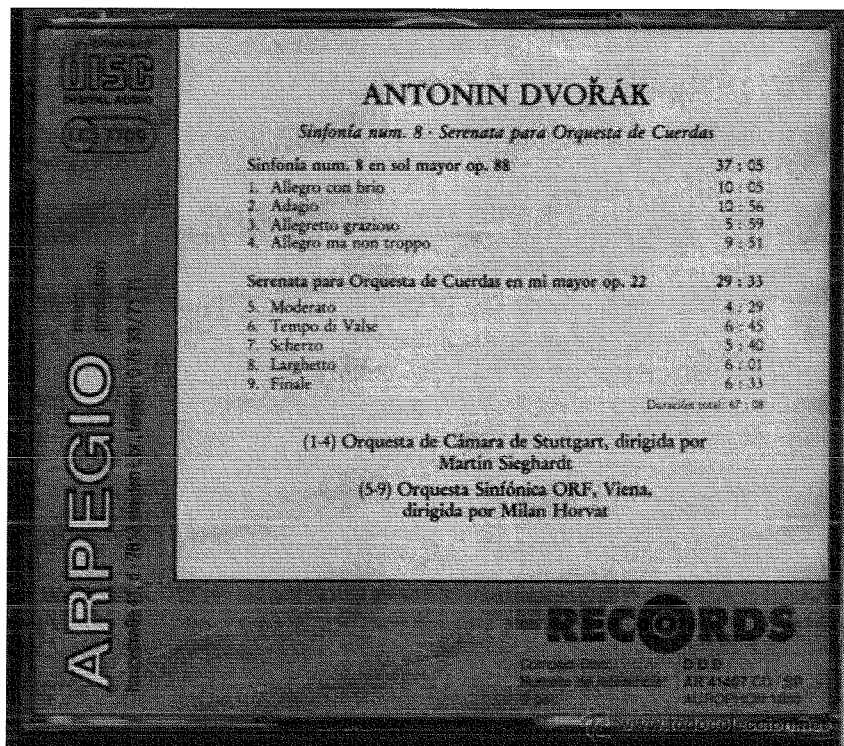 DISC
DIGITAL AUDIO
ANTONIN DVOŘÁK
Sinfonía num. 8 · Serenata para Orquesta de Cuerdas
Sinfonía num. 8 en sol mayor op. 88 37 : 05
1. Allegro con brio 10 : 05
2. Adagio 10 : 56
3. Allegretto grazioso 5 : 59
4. Allegro ma non troppo 9 : 51
Serenata para Orquesta de Cuerdas en mi mayor op. 22 29 : 33
5. Moderato 4 : 29
6. Tempo di Valse 6 : 45
7. Scherzo 5 : 40
8. Larghetto 6 : 01
9. Finale 6 : 33
Duración total: 67 : 08
(1-4) Orquesta de Cámara de Stuttgart, dirigida por
Martin Sieghardt
(5-9) Orquesta Sinfónica ORF, Viena,
dirigida por Milan Horvat
ARPEGIO
RECORDS
D D D
www.todocoleccion.net